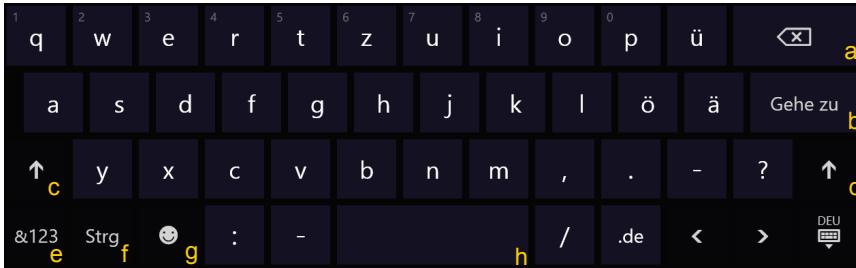 1 2 3 4 5 6 7 8 9 0
q w e r t z u i o p ü a
a s d f g h j k l ö ä Gehe zu b
c y x c v b n m , . - ? d
&123 e Strg f g : - h / .de < > DEU